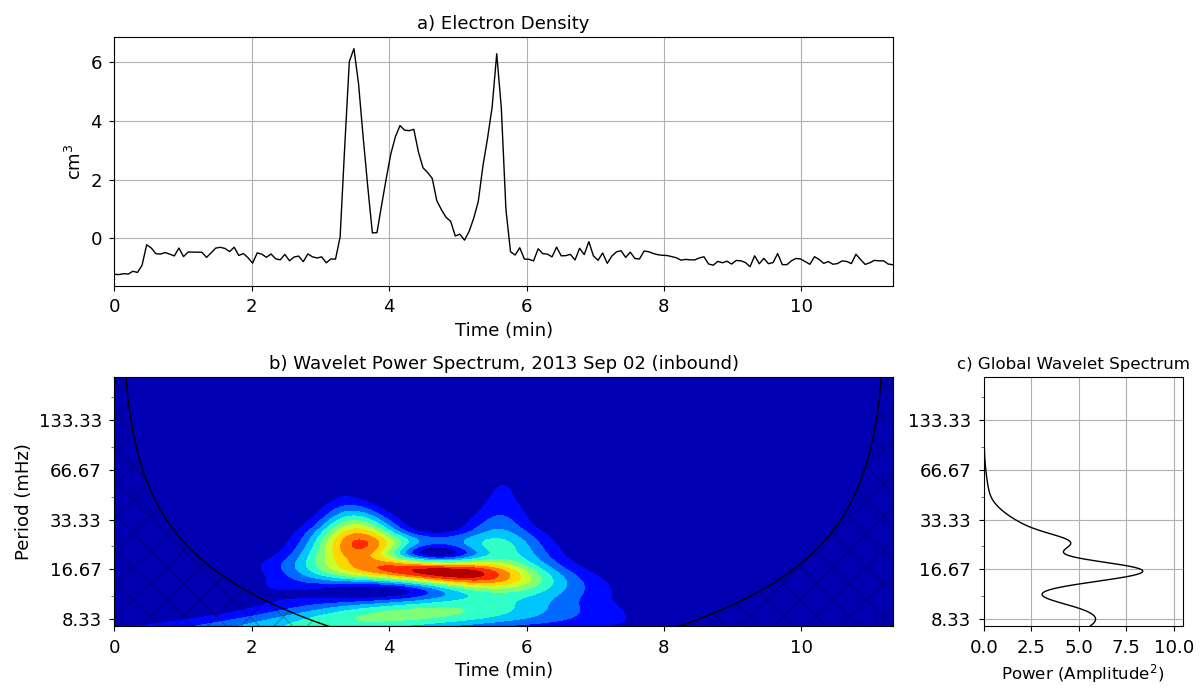 a) Electron Density
6
4
2
0
cm³
0 2 4 6 8 10
Time (min)
b) Wavelet Power Spectrum, 2013 Sep 02 (inbound)
133.33
66.67
33.33
16.67
8.33
Period (mHz)
0 2 4 6 8 10
Time (min)
c) Global Wavelet Spectrum
133.33
66.67
33.33
16.67
8.33
0.0 2.5 5.0 7.5 10.0
Power (Amplitude²)